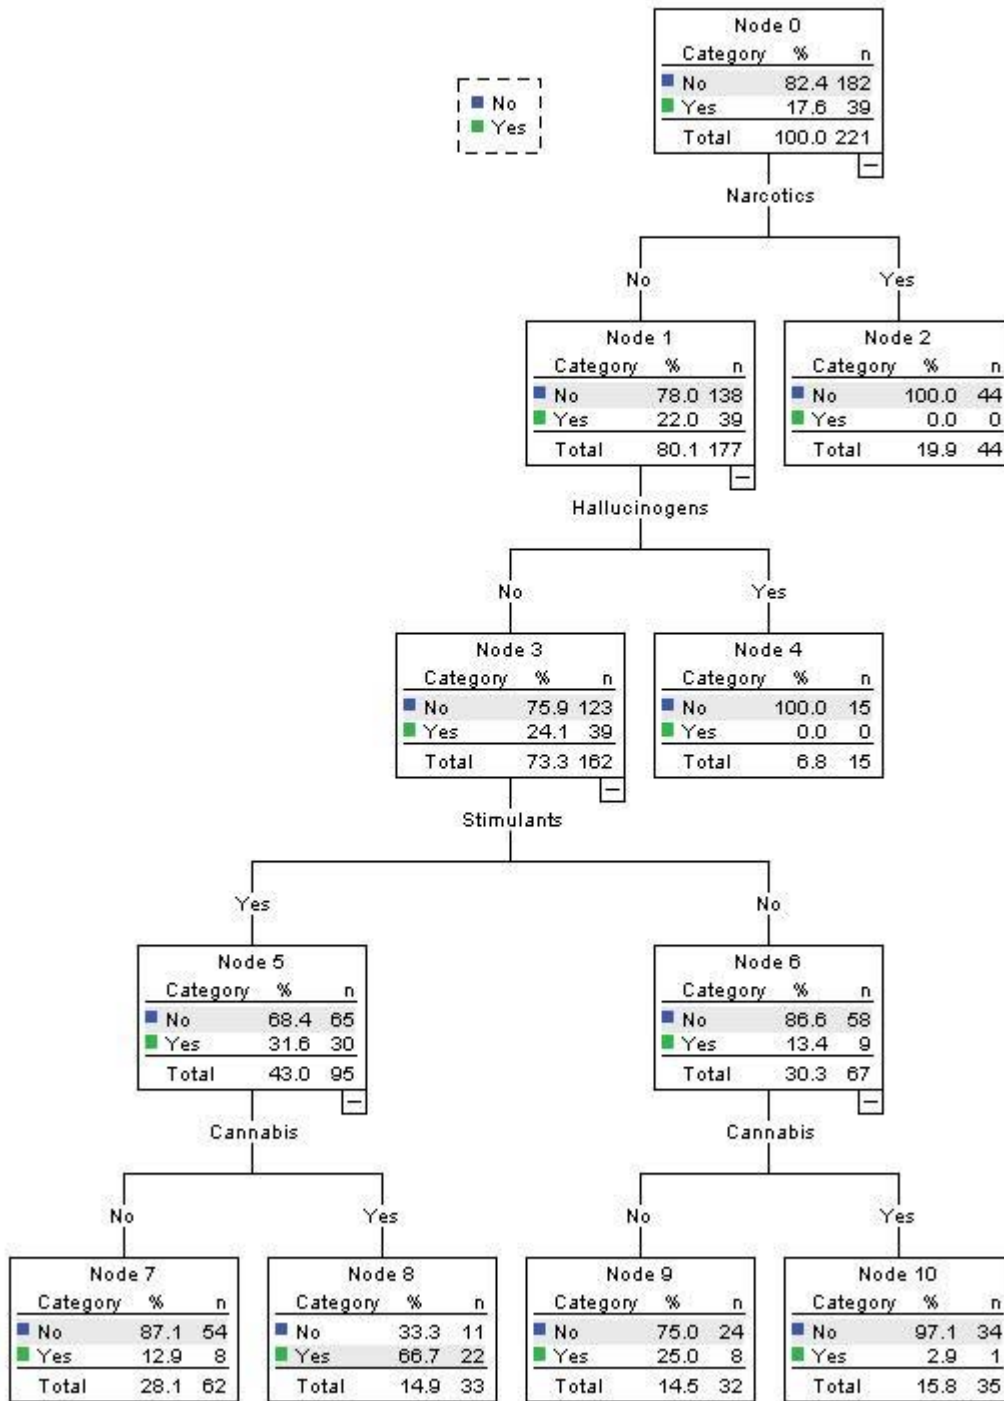 Node 0
Category % n
No 82.4 182
Yes 17.6 39
Total 100.0 221
No
Yes
Narcotics
No Yes
Node 1
Category % n
No 78.0 138
Yes 22.0 39
Total 80.1 177
Node 2
Category % n
No 100.0 44
Yes 0.0 0
Total 19.9 44
Hallucinogens
No Yes
Node 3
Category % n
No 75.9 123
Yes 24.1 39
Total 73.3 162
Node 4
Category % n
No 100.0 15
Yes 0.0 0
Total 6.8 15
Stimulants
Yes No
Node 5
Category % n
No 68.4 65
Yes 31.6 30
Total 43.0 95
Node 6
Category % n
No 86.6 58
Yes 13.4 9
Total 30.3 67
Cannabis Cannabis
No Yes No Yes
Node 7
Category % n
No 87.1 54
Yes 12.9 8
Total 28.1 62
Node 8
Category % n
No 33.3 11
Yes 66.7 22
Total 14.9 33
Node 9
Category % n
No 75.0 24
Yes 25.0 8
Total 14.5 32
Node 10
Category % n
No 97.1 34
Yes 2.9 1
Total 15.8 35